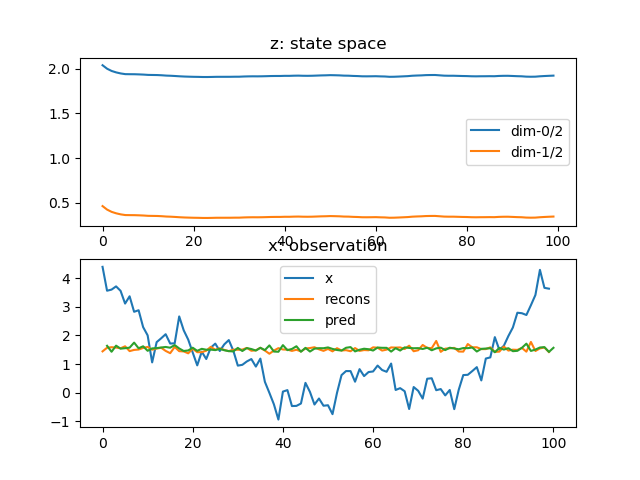 z: state space
2.0
1.5
1.0
0.5
dim-0/2
dim-1/2
0 20 40 60 80 100
x: observation
4
3
2
1
0
−1
x
recons
pred
0 20 40 60 80 100